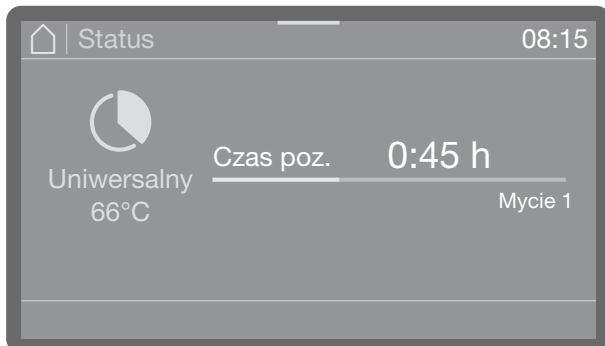 Status 08:15
Czas poz. 0:45 h
Uniwersalny
66°C
Mycie 1